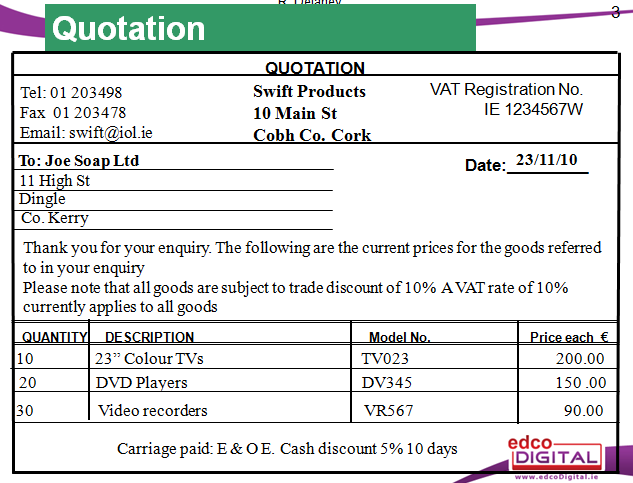 R. Delaney
3
Quotation
QUOTATION
Tel: 01 203498
Fax 01 203478
Email: swift@iol.ie
Swift Products
10 Main St
Cobh Co. Cork
VAT Registration No.
IE 1234567W
To: Joe Soap Ltd
11 High St
Dingle
Co. Kerry
Date: 23/11/10
Thank you for your enquiry. The following are the current prices for the goods referred
to in your enquiry
Please note that all goods are subject to trade discount of 10% A VAT rate of 10%
currently applies to all goods
QUANTITY DESCRIPTION Model No. Price each €
10 23” Colour TVs TV023 200.00
20 DVD Players DV345 150.00
30 Video recorders VR567 90.00
Carriage paid: E & O E. Cash discount 5% 10 days
edco
DIGITAL
www.edcoDigital.ie